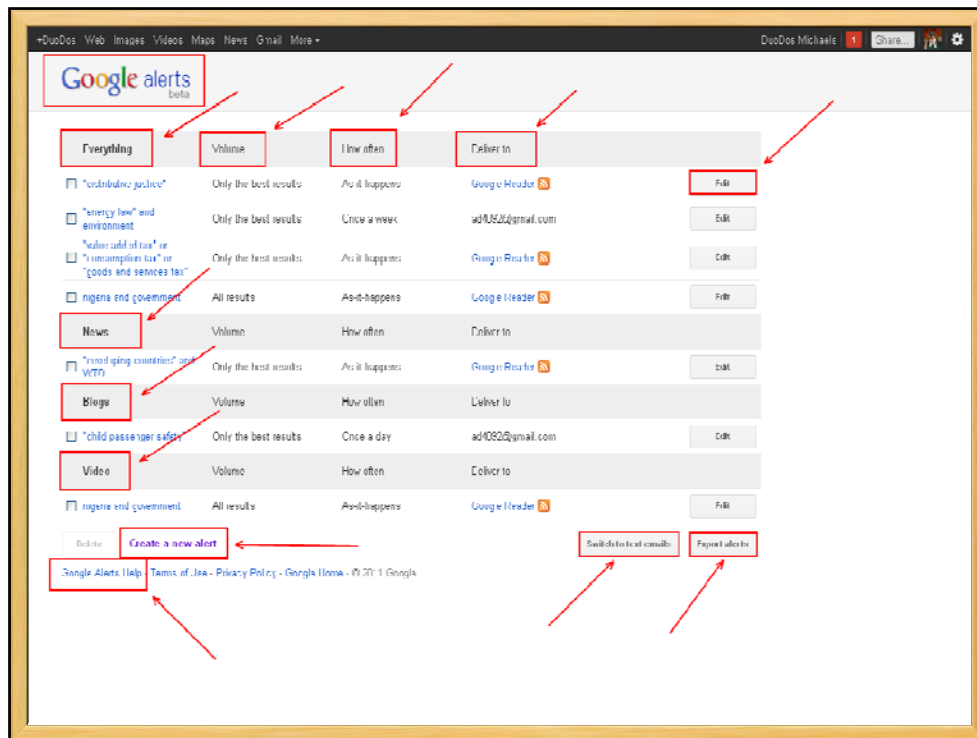 +DuoDos Web Images Videos Maps News Gmail More
DuoDos Michaels 1 Share...
Google alerts
beta
Everything Volume How often Deliver to
"distributive justice" Only the best results As it happens Google Reader Edit
"energy law" and
environment Only the best results Once a week ad4092@gmail.com Edit
"value added tax" or
"consumption tax" or
"goods and services tax" Only the best results As it happens Google Reader Edit
nigeria and government All results As-it-happens Google Reader Edit
News Volume How often Deliver to
"developing countries" and
WTO Only the best results As it happens Google Reader Edit
Blogs Volume How often Deliver to
"child passenger safety" Only the best results Once a day ad4092@gmail.com Edit
Video Volume How often Deliver to
nigeria and government All results As-it-happens Google Reader Edit
Delete Create a new alert Switch to text emails Export alerts
Google Alerts Help - Terms of Use - Privacy Policy - Google Home - © 2011 Google